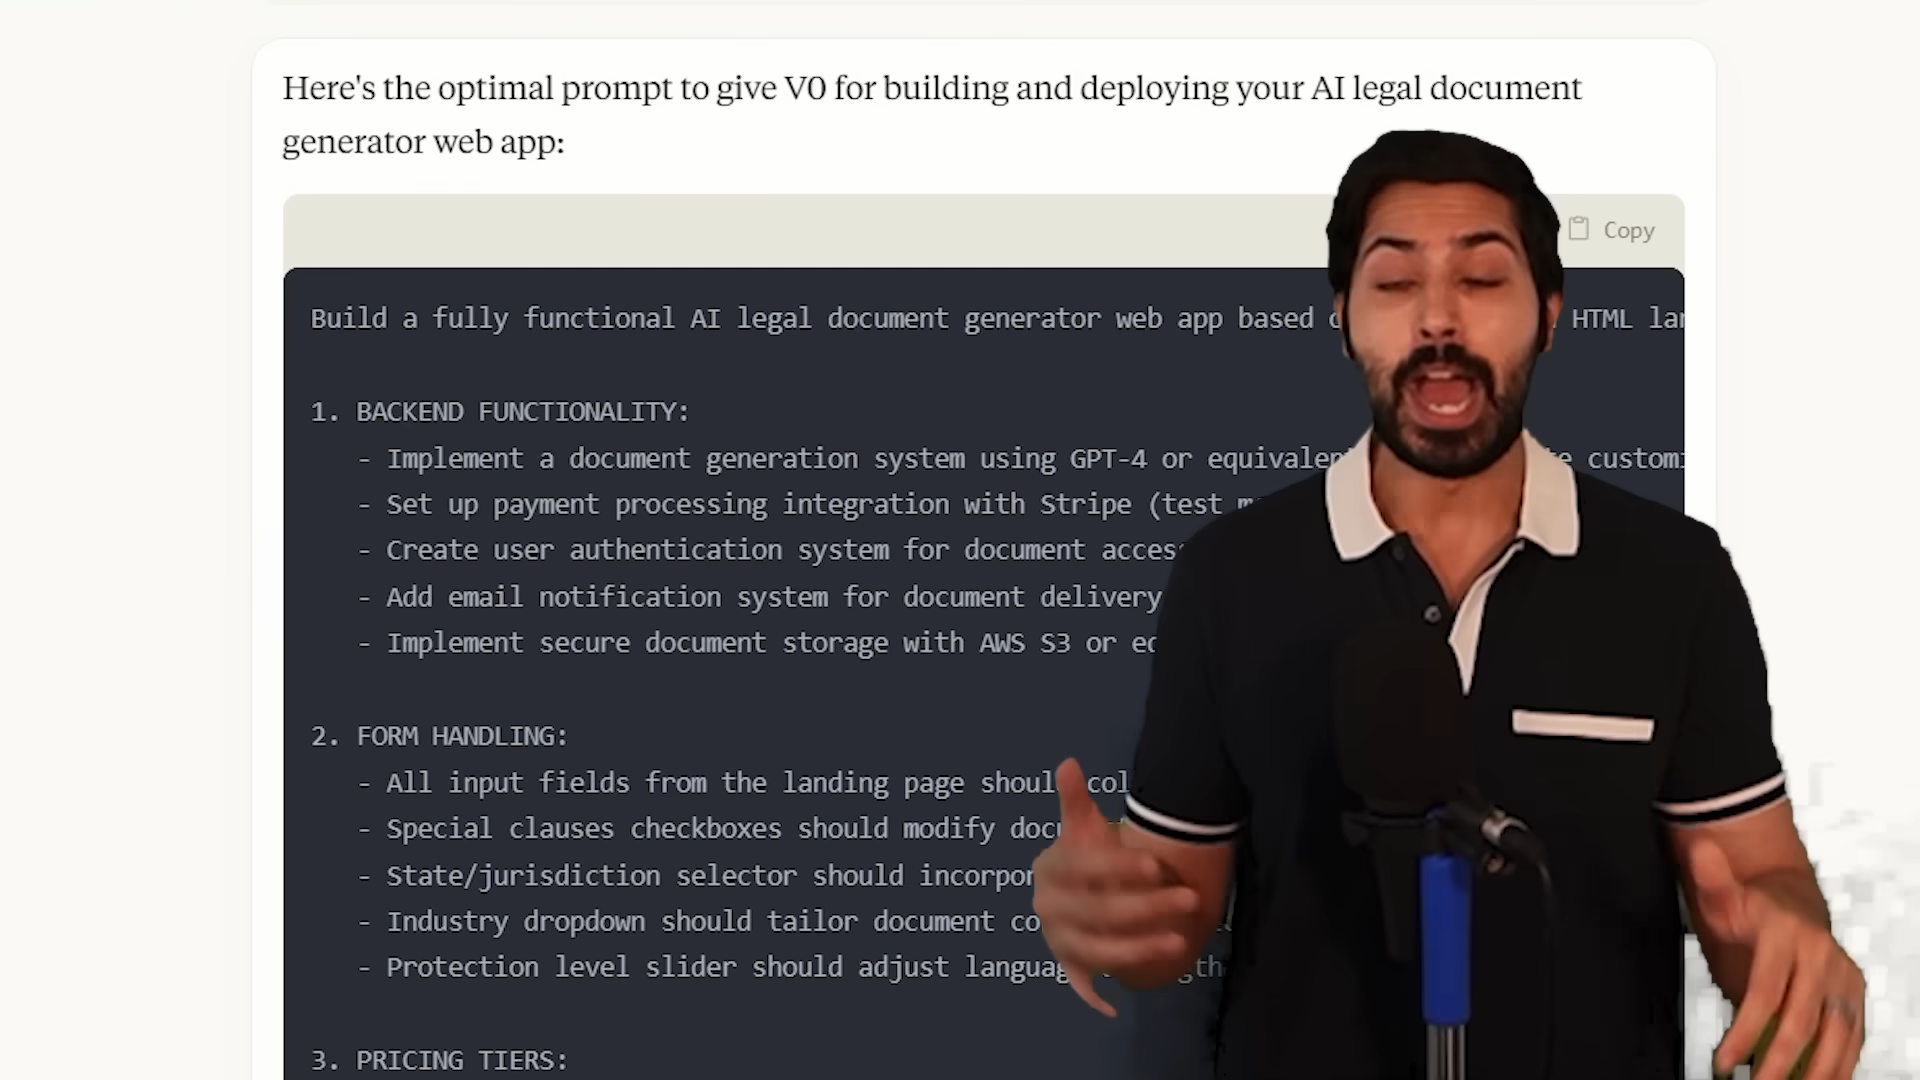 Here's the optimal prompt to give V0 for building and deploying your AI legal document
generator web app:
Copy
Build a fully functional AI legal document generator web app based HTML
1. BACKEND FUNCTIONALITY:
- Implement a document generation system using GPT-4 or
- Set up payment processing integration with Stripe (test
- Create user authentication system for document
- Add email notification system for document delivery
- Implement secure document storage with AWS S3 or
2. FORM HANDLING:
- All input fields from the landing page should
- Special clauses checkboxes should modify
- State/jurisdiction selector should
- Industry dropdown should tailor document
- Protection level slider should adjust
3. PRICING TIERS: